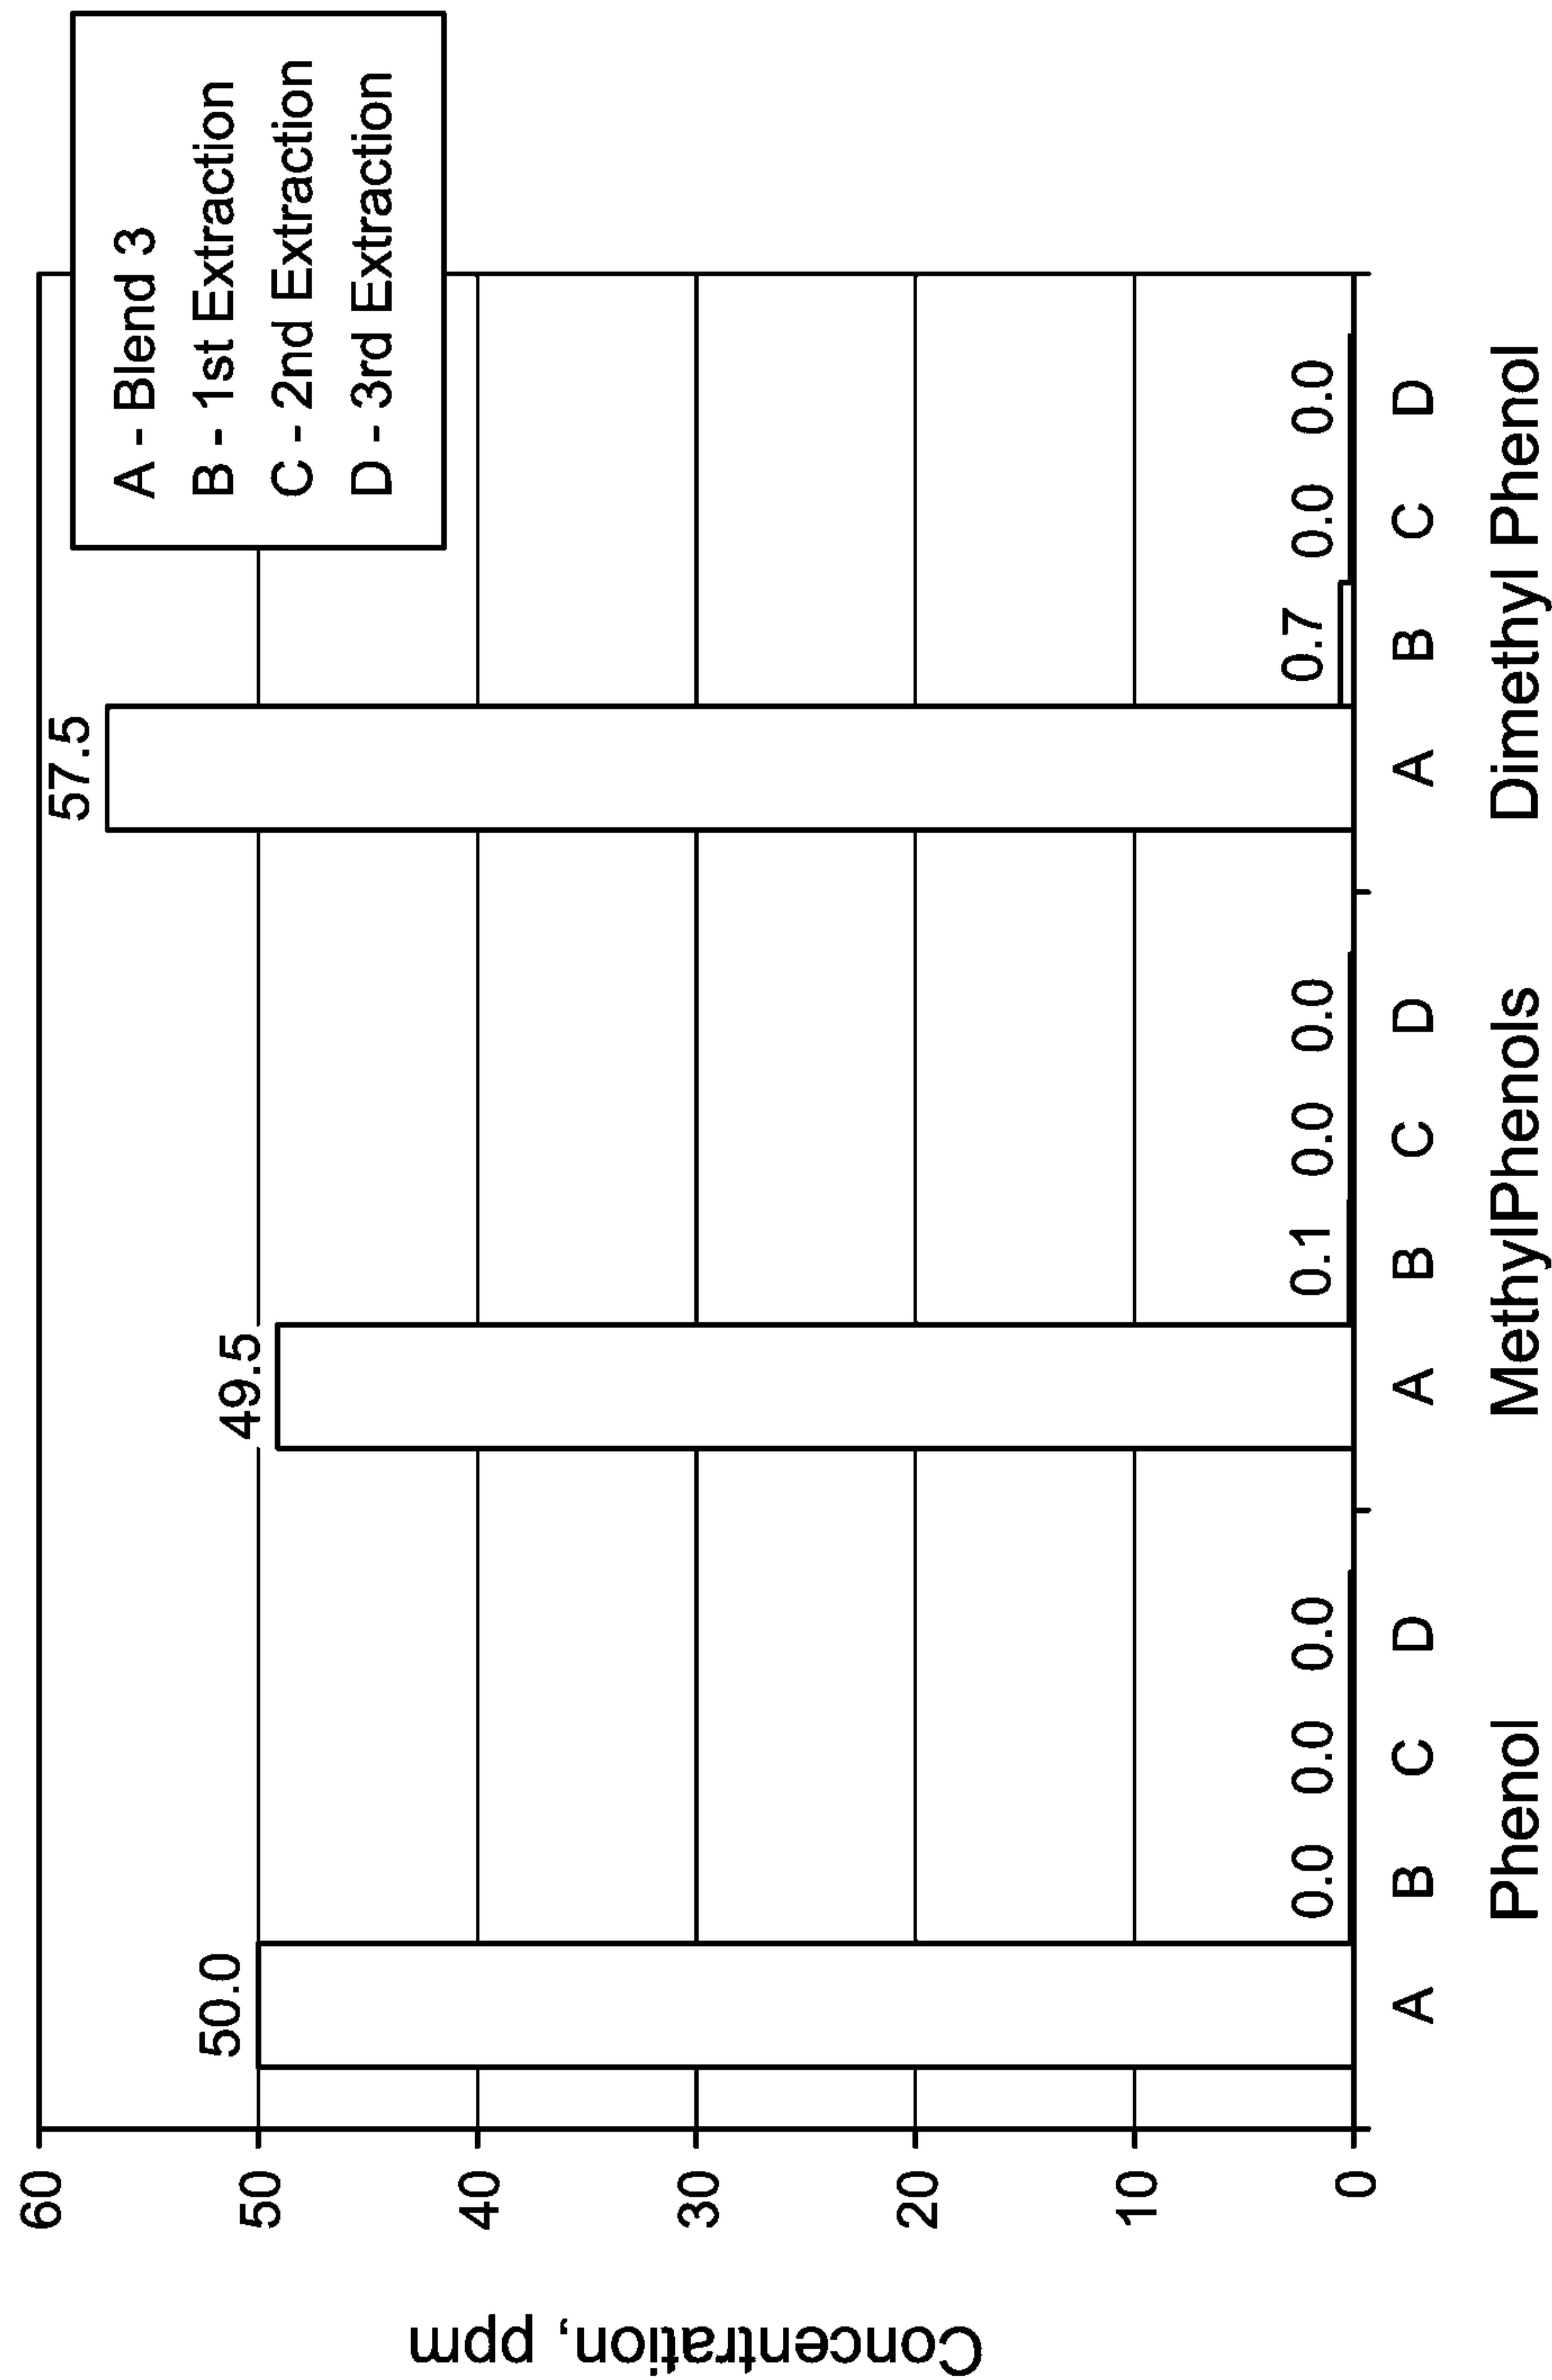 60
50
40
30
20
10
0
Concentration, ppm
A - Blend 3
B - 1st Extraction
C - 2nd Extraction
D - 3rd Extraction
50.0
0.0 0.0 0.0
49.5
0.1 0.0 0.0
57.5
0.7 0.0 0.0
A B C D A B C D A B C D
Phenol MethylPhenols Dimethyl Phenol